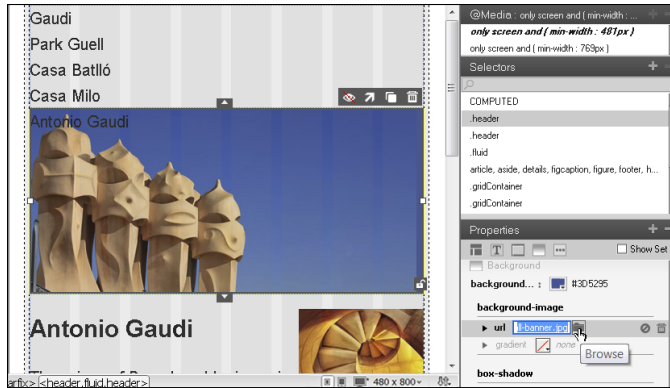 Gaudi
Park Guell
Casa Batlló
Casa Milo
Antonio Gaudi
Antonio Gaudi
arfix> <header.fluid.header>
480 x 800
@Media : only screen and ( min-width : ...
only screen and ( min-width : 481px )
only screen and ( min-width : 769px )
Selectors
COMPUTED
.header
.header
.fluid
article, aside, details, figcaption, figure, footer, h...
.gridContainer
.gridContainer
Properties
T
Show Set
Background
background... : #3D5295
background-image
url ll-banner.jpg
gradient none
Browse
box-shadow